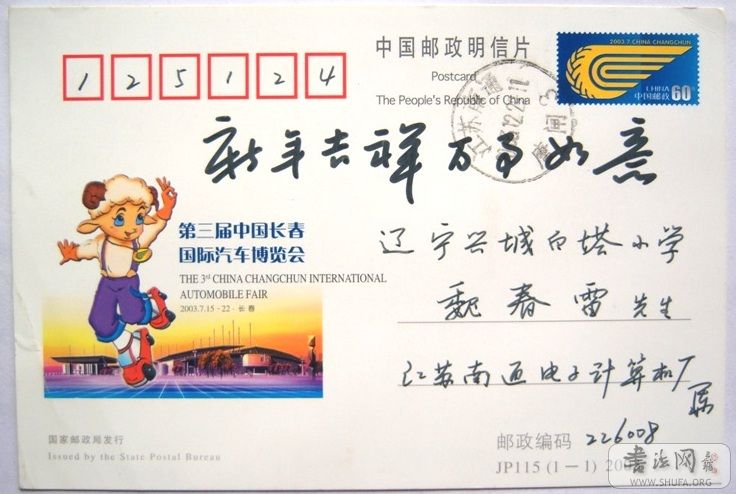 125124
中国邮政明信片
Postcard
The People's Republic of China
2003.7 CHINA CHANGCHUN
CHINA
中国邮政 60
江苏南通
新年吉祥万事如意
第三届中国长春
国际汽车博览会
THE 3rd CHINA CHANGCHUN INTERNATIONAL
AUTOMOBILE FAIR
2003.7.15-22·长春
辽宁兴城白塔小学
魏春雷先生
江苏南通电子计算机厂
国家邮政局发行
Issued by the State Postal Bureau
邮政编码 226008
JP115 (1-1)
书法网
WWW.SHUFA.ORG